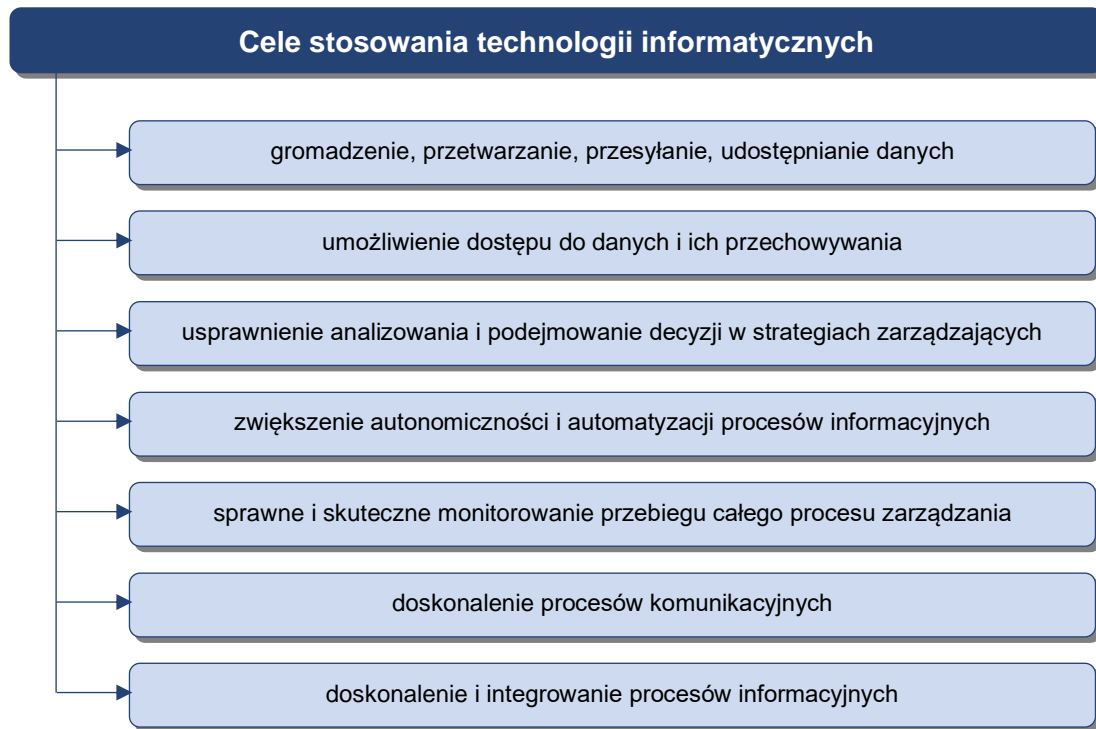 Cele stosowania technologii informatycznych
gromadzenie, przetwarzanie, przesyłanie, udostępnianie danych
umożliwienie dostępu do danych i ich przechowywania
usprawnienie analizowania i podejmowanie decyzji w strategiach zarządzających
zwiększenie autonomiczności i automatyzacji procesów informacyjnych
sprawne i skuteczne monitorowanie przebiegu całego procesu zarządzania
doskonalenie procesów komunikacyjnych
doskonalenie i integrowanie procesów informacyjnych